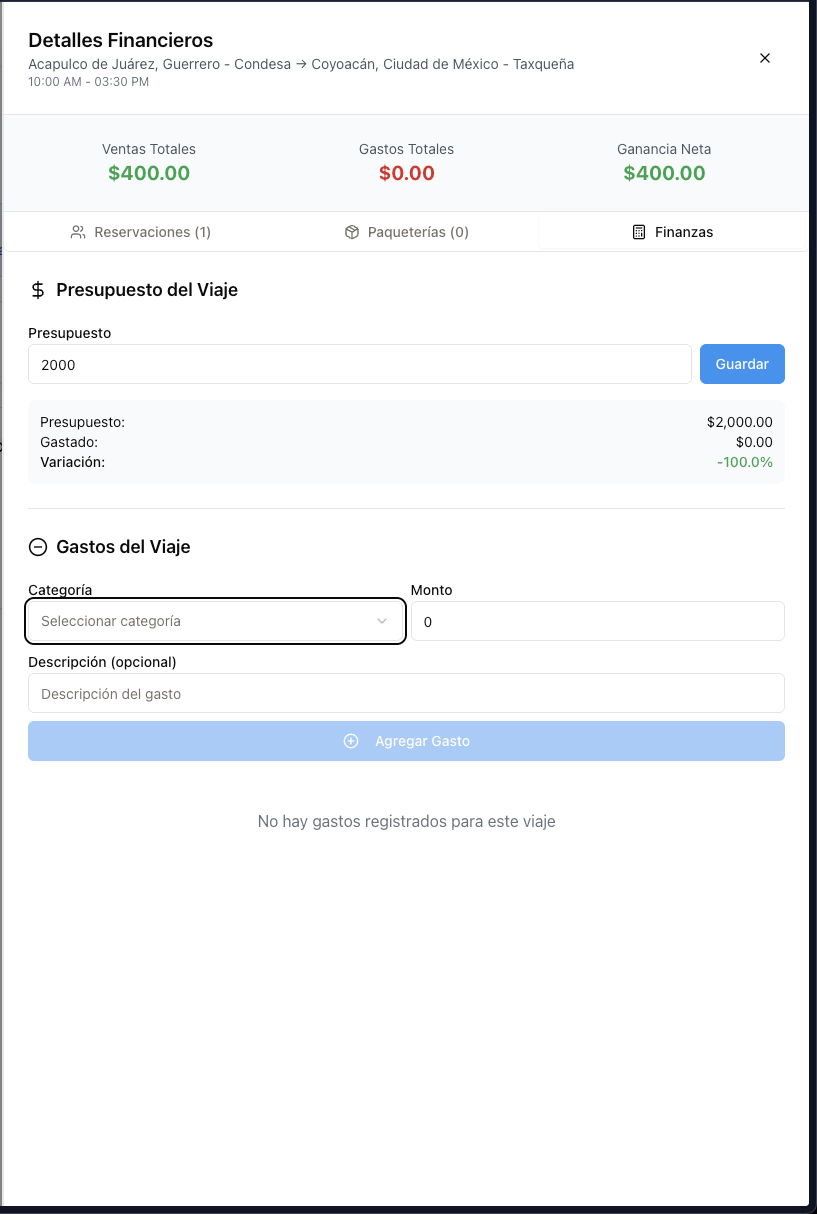 Detalles Financieros
Acapulco de Juárez, Guerrero - Condesa → Coyoacán, Ciudad de México - Taxqueña
10:00 AM - 03:30 PM
Ventas Totales Gastos Totales Ganancia Neta
$400.00 $0.00 $400.00
Reservaciones (1) Paqueterías (0) Finanzas
Presupuesto del Viaje
Presupuesto
2000 Guardar
Presupuesto: $2,000.00
Gastado: $0.00
Variación: -100.0%
Gastos del Viaje
Categoría Monto
Seleccionar categoría 0
Descripción (opcional)
Descripción del gasto
Agregar Gasto
No hay gastos registrados para este viaje